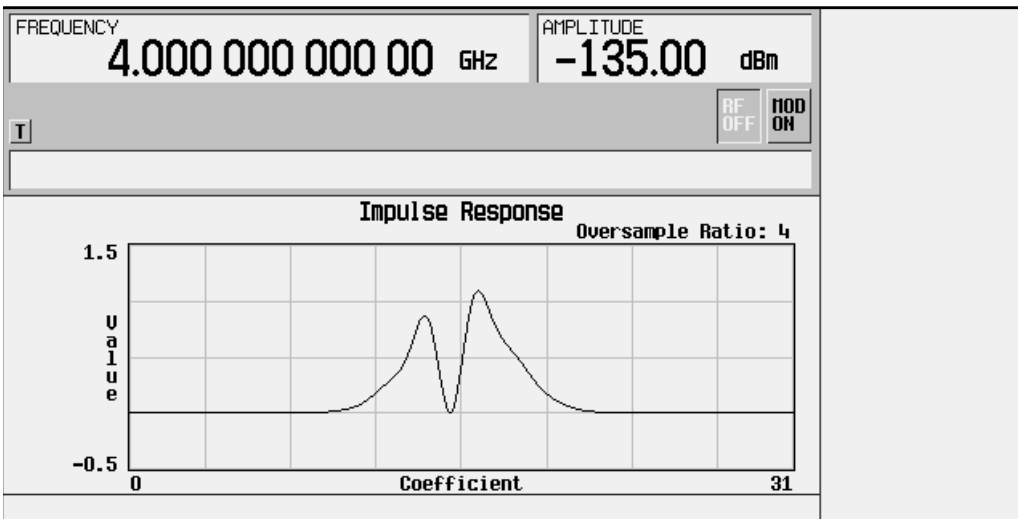 FREQUENCY
4.000 000 000 00 GHz
AMPLITUDE
-135.00 dBm
RF OFF
MOD ON
T
Impulse Response
Oversample Ratio: 4
1.5
Value
-0.5
0
Coefficient
31